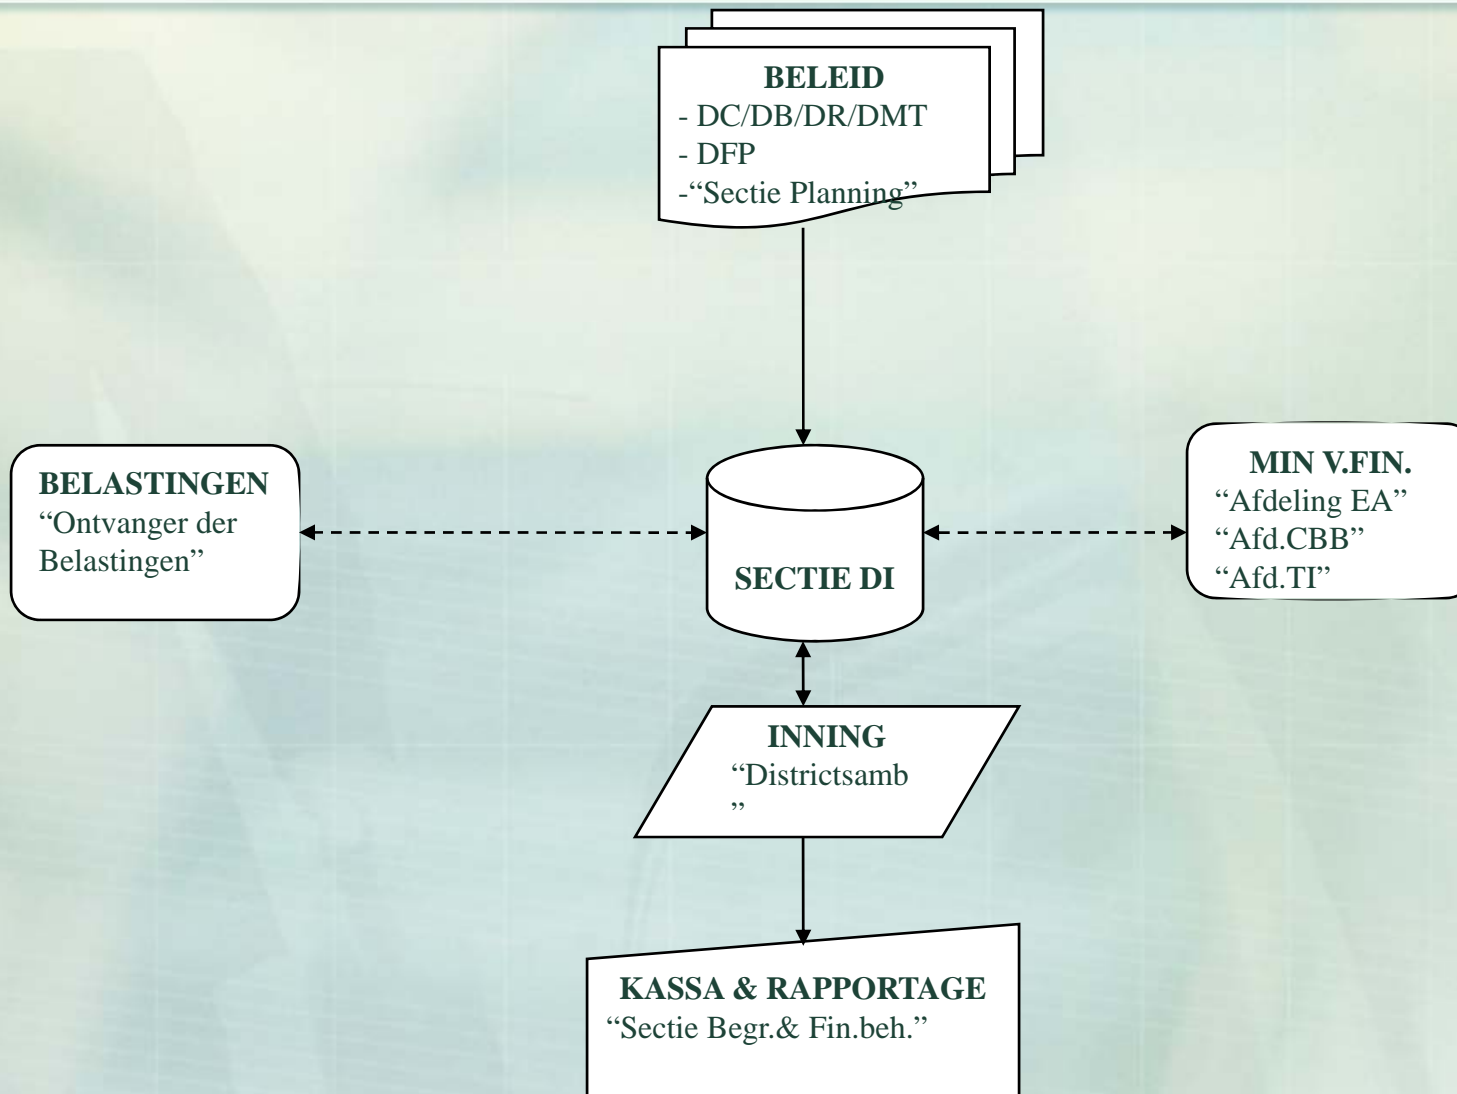 BELEID
- DC/DB/DR/DMT
- DFP
-“Sectie Planning”
BELASTINGEN
“Ontvanger der
Belastingen”
SECTIE DI
MIN V.FIN.
“Afdeling EA”
“Afd.CBB”
“Afd.TI”
INNING
“Districtsamb
”
KASSA & RAPPORTAGE
“Sectie Begr.& Fin.beh.”